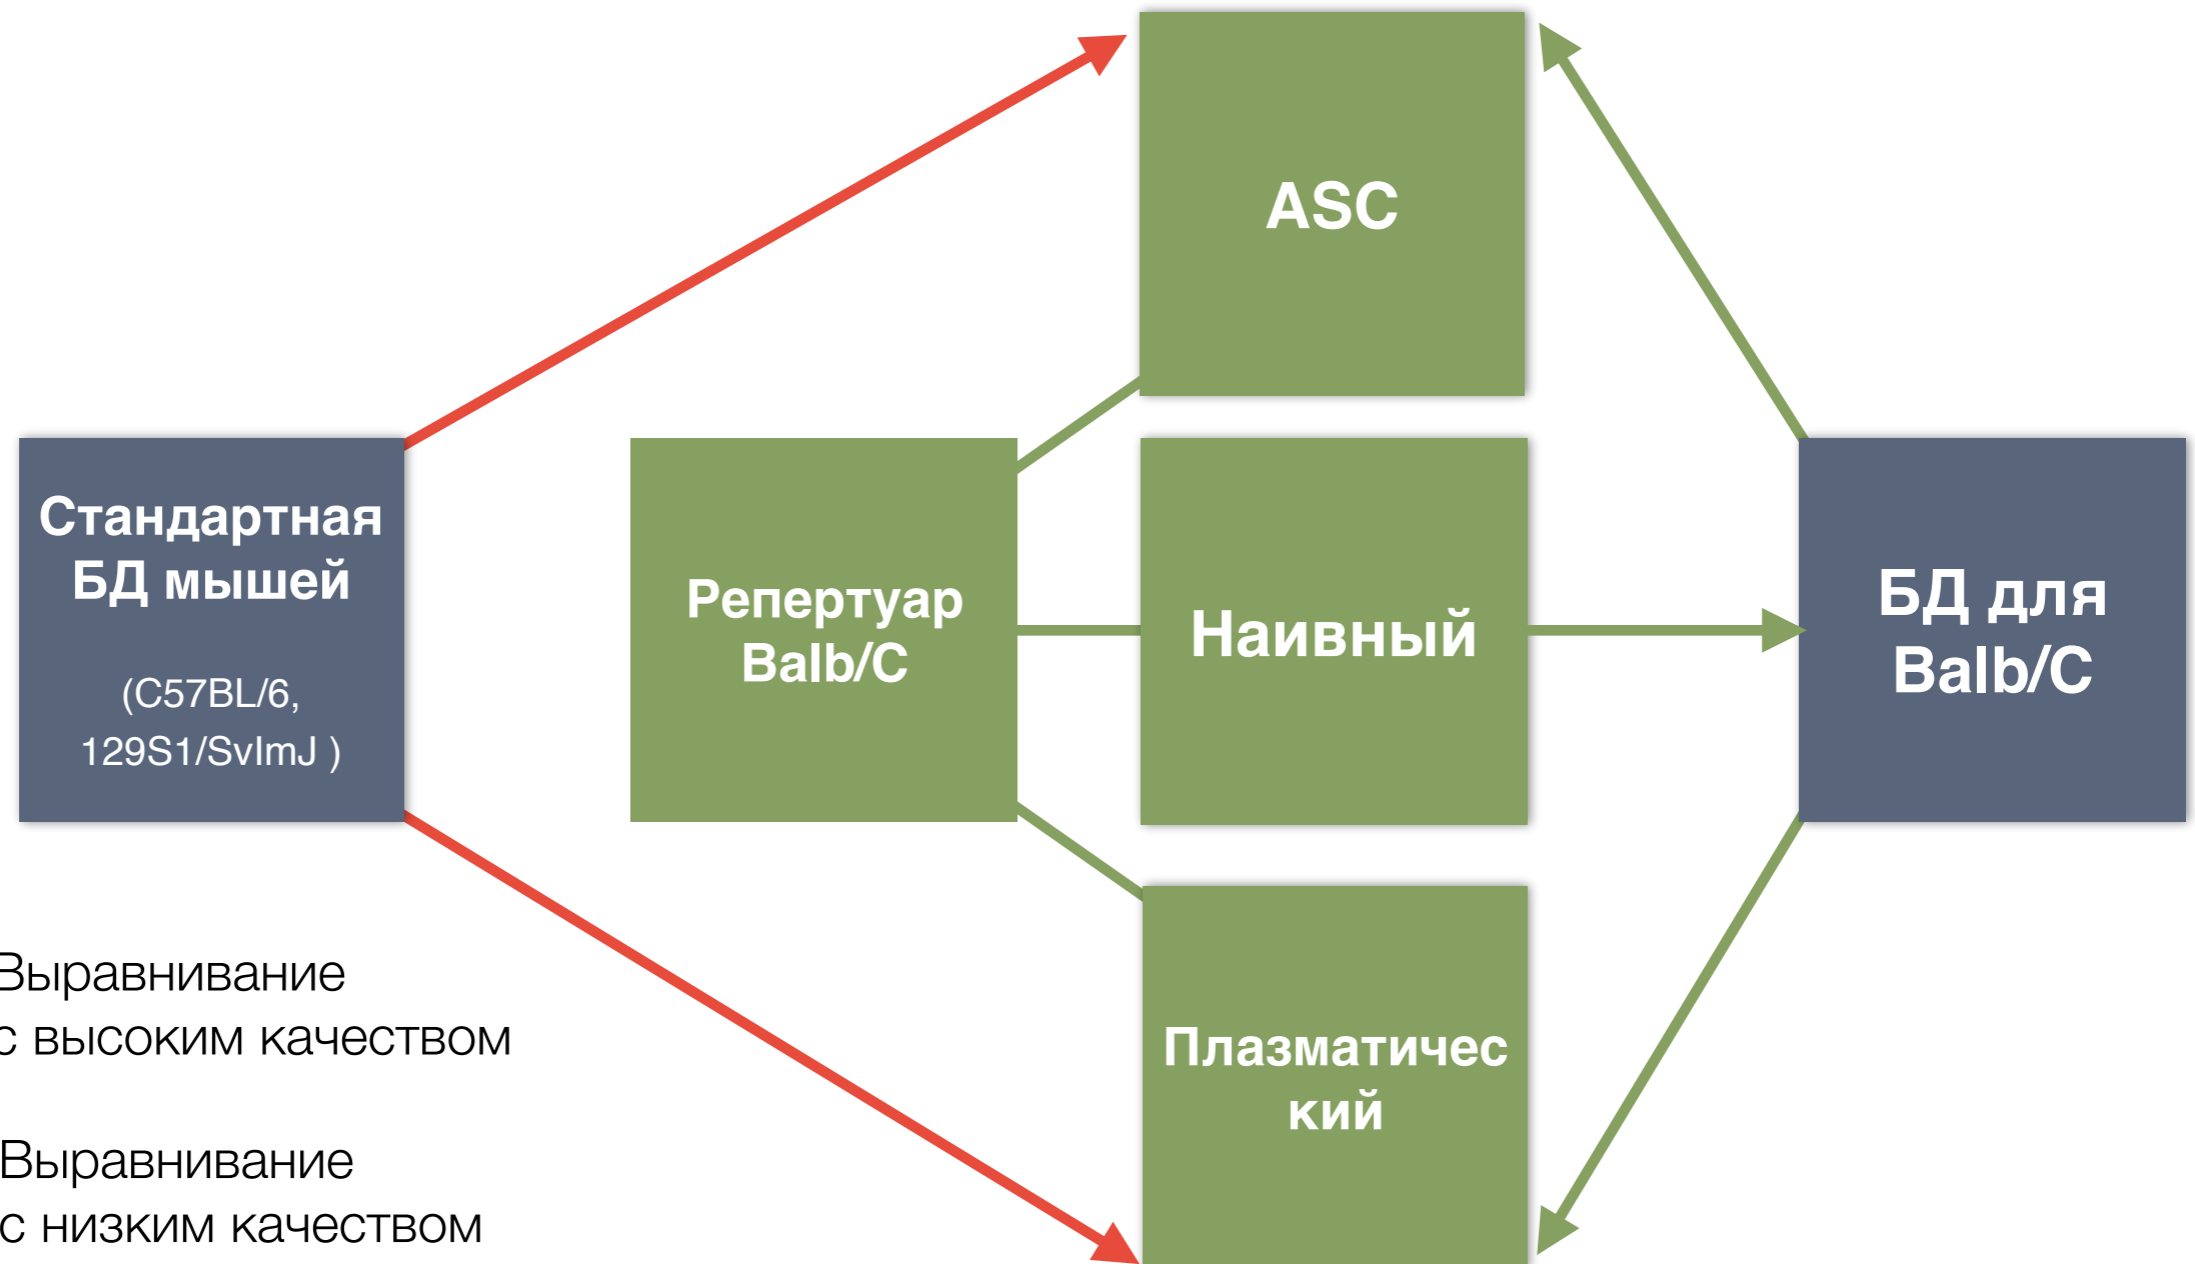 ASC
Стандартная
БД мышей
(C57BL/6,
129S1/SvImJ )
Репертуар
Balb/C
Наивный
БД для
Balb/C
Плазматичес
кий
Выравнивание
с высоким качеством
Выравнивание
с низким качеством